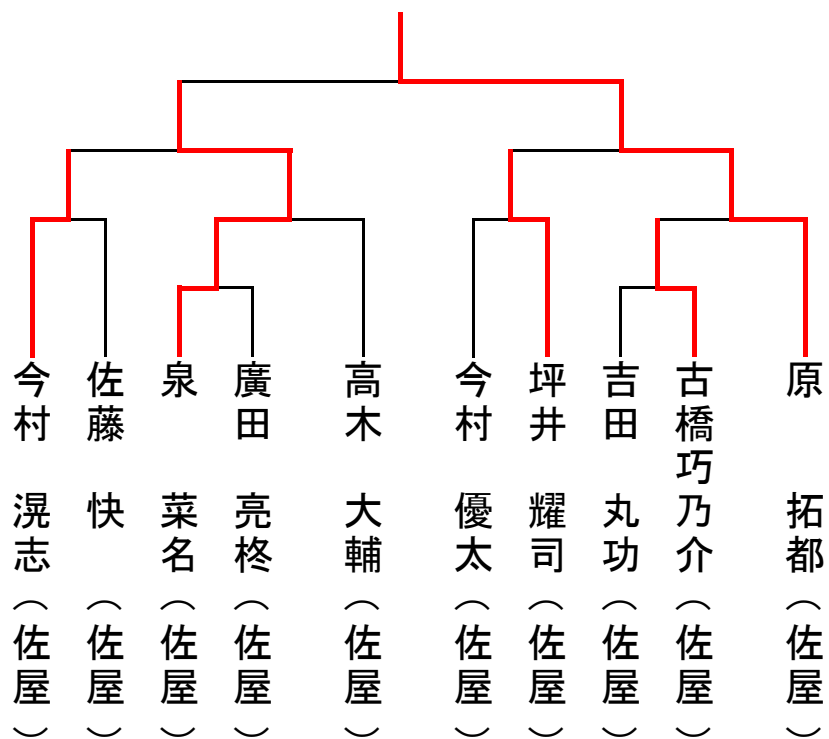 今村 滉志（佐屋）
佐藤 快（佐屋）
泉 菜名（佐屋）
廣田 亮柊（佐屋）
高木 大輔（佐屋）
今村 優太（佐屋）
坪井 耀司（佐屋）
吉田 丸功（佐屋）
古橋巧乃介（佐屋）
原 拓都（佐屋）